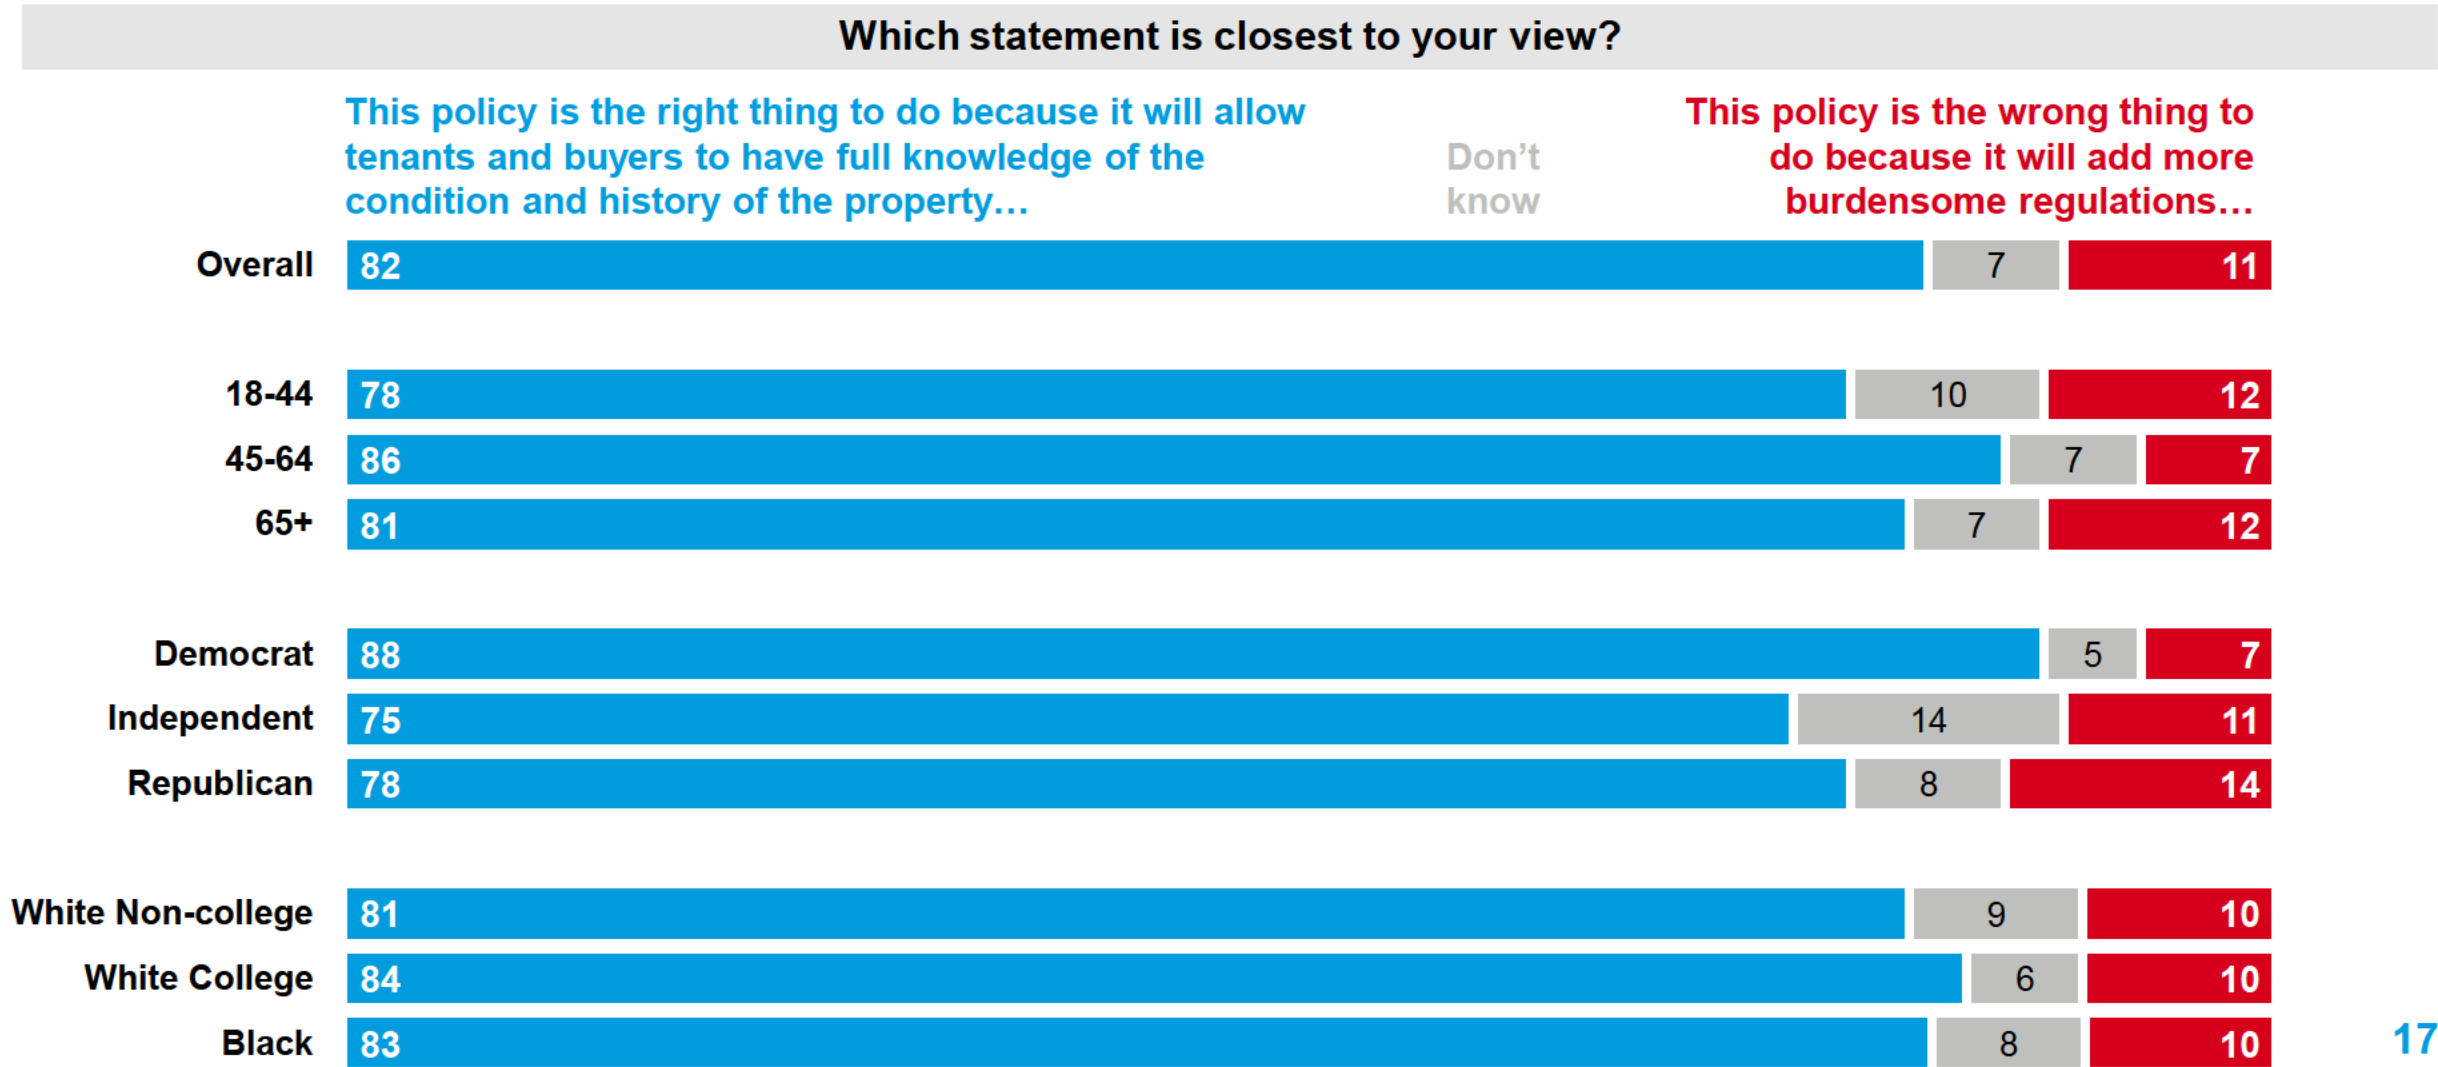 Which statement is closest to your view?
This policy is the right thing to do because it will allow
tenants and buyers to have full knowledge of the
condition and history of the property…
Don’t
know
This policy is the wrong thing to
do because it will add more
burdensome regulations…
Overall 82 7 11
18-44 78 10 12
45-64 86 7 7
65+ 81 7 12
Democrat 88 5 7
Independent 75 14 11
Republican 78 8 14
White Non-college 81 9 10
White College 84 6 10
Black 83 8 10
17